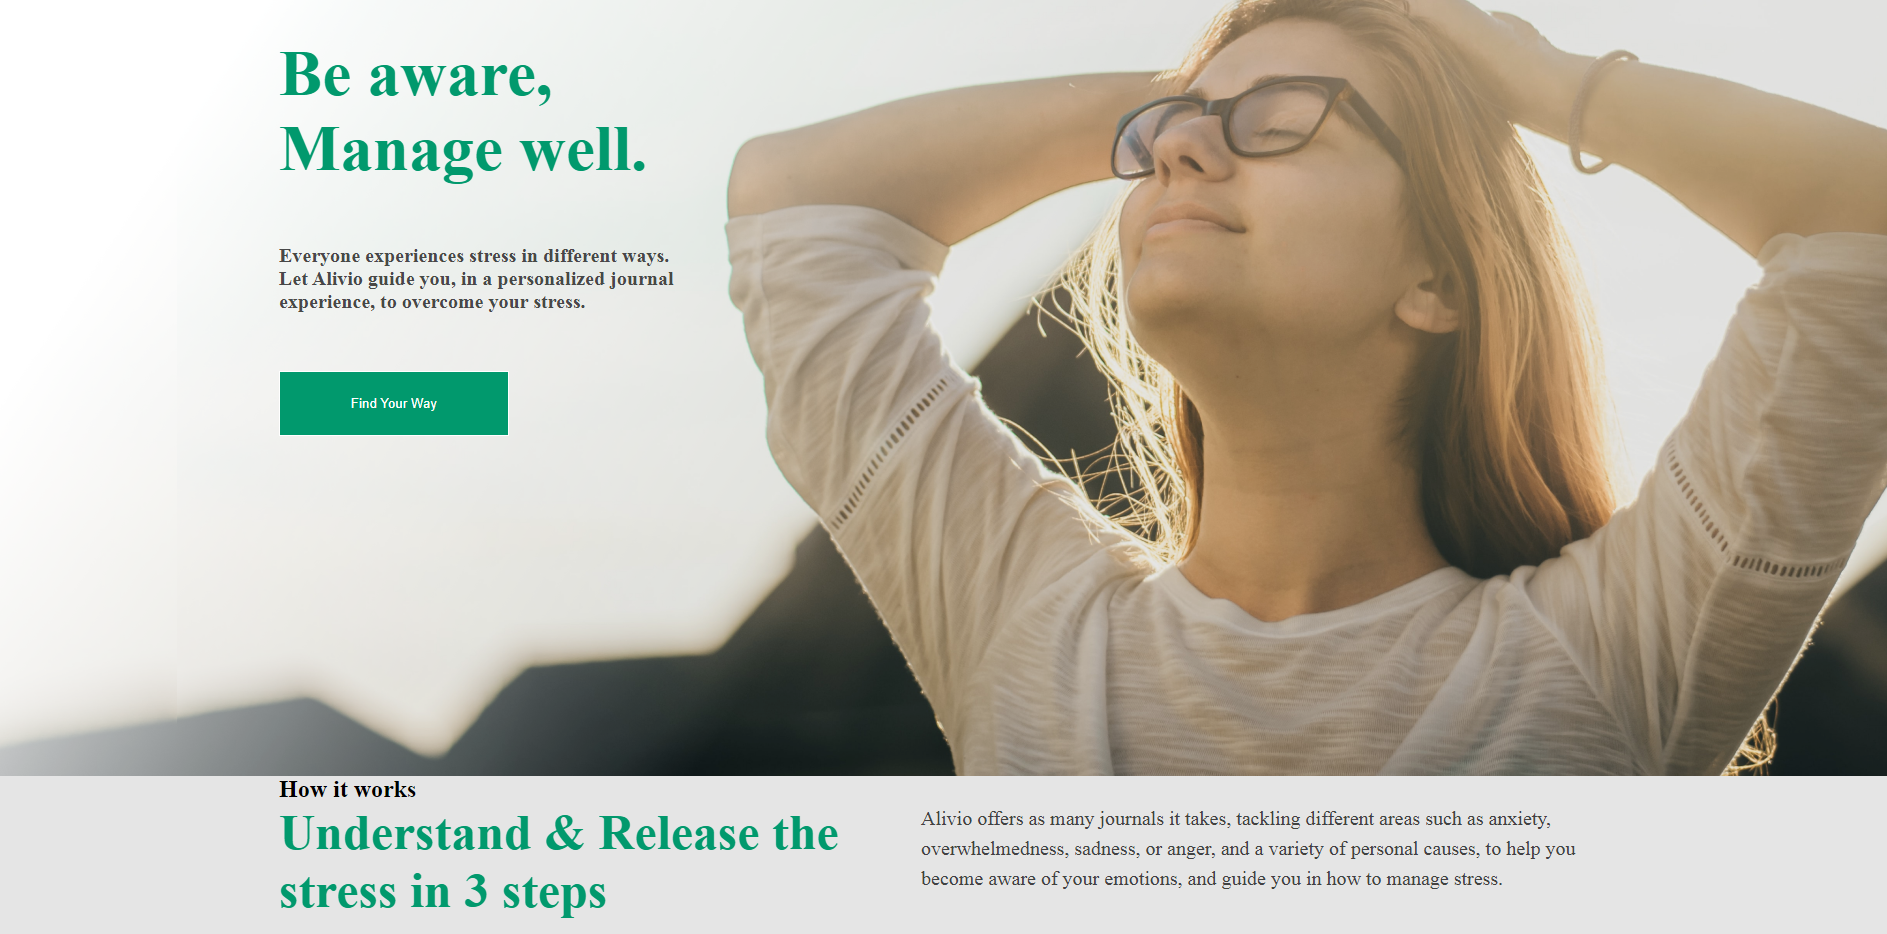 Be aware,
Manage well.
Everyone experiences stress in different ways.
Let Alivio guide you, in a personalized journal
experience, to overcome your stress.
Find Your Way
How it works
Understand & Release the
stress in 3 steps
Alivio offers as many journals it takes, tackling different areas such as anxiety,
overwhelmedness, sadness, or anger, and a variety of personal causes, to help you
become aware of your emotions, and guide you in how to manage stress.